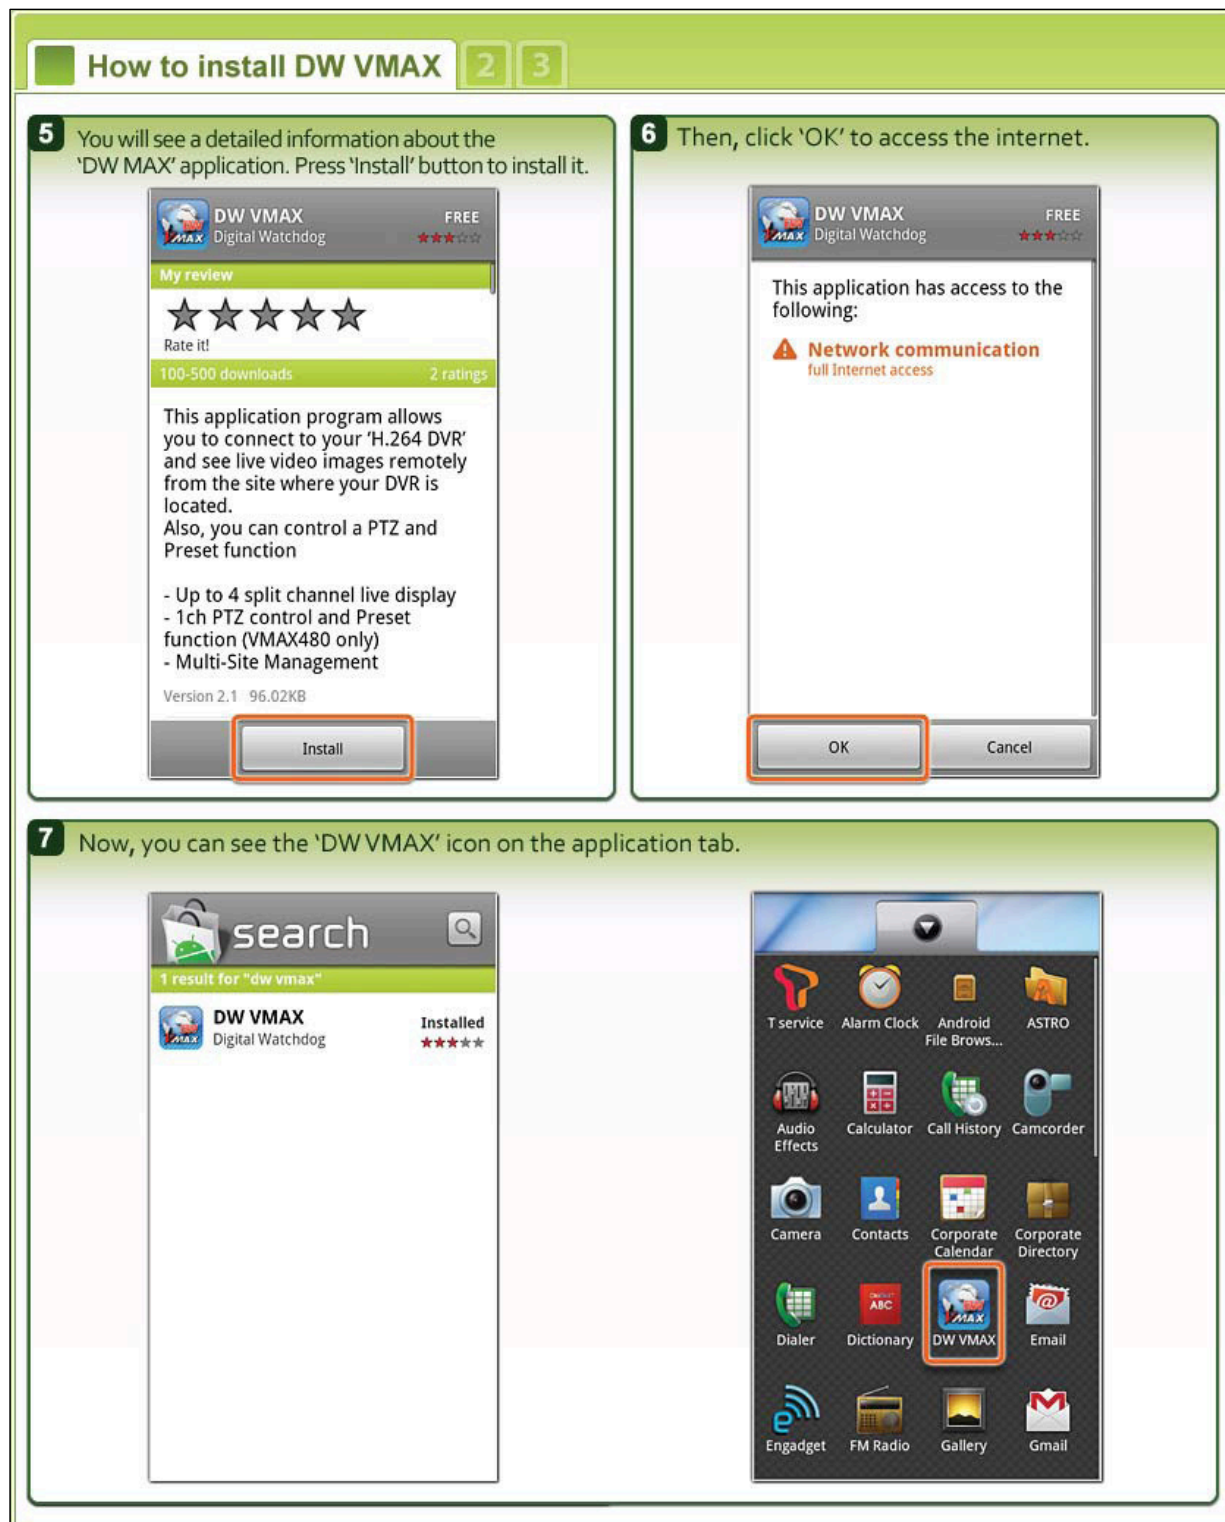 How to install DW VMAX 2 3
5 You will see a detailed information about the
'DW MAX' application. Press 'Install' button to install it.
DW VMAX FREE
Digital Watchdog
My review
Rate it!
100-500 downloads 2 ratings
This application program allows
you to connect to your 'H.264 DVR'
and see live video images remotely
from the site where your DVR is
located.
Also, you can control a PTZ and
Preset function
- Up to 4 split channel live display
- 1ch PTZ control and Preset
function (VMAX480 only)
- Multi-Site Management
Version 2.1 96.02KB
Install
6 Then, click 'OK' to access the internet.
DW VMAX FREE
Digital Watchdog
This application has access to the
following:
Network communication
full Internet access
OK Cancel
7 Now, you can see the 'DW VMAX' icon on the application tab.
search
1 result for "dw vmax"
DW VMAX Installed
Digital Watchdog
T service Alarm Clock Android ASTRO
File Brows...
Audio Calculator Call History Camcorder
Effects
Camera Contacts Corporate Corporate
Calendar Directory
ABC
Dialer Dictionary DW VMAX Email
Engadget FM Radio Gallery Gmail